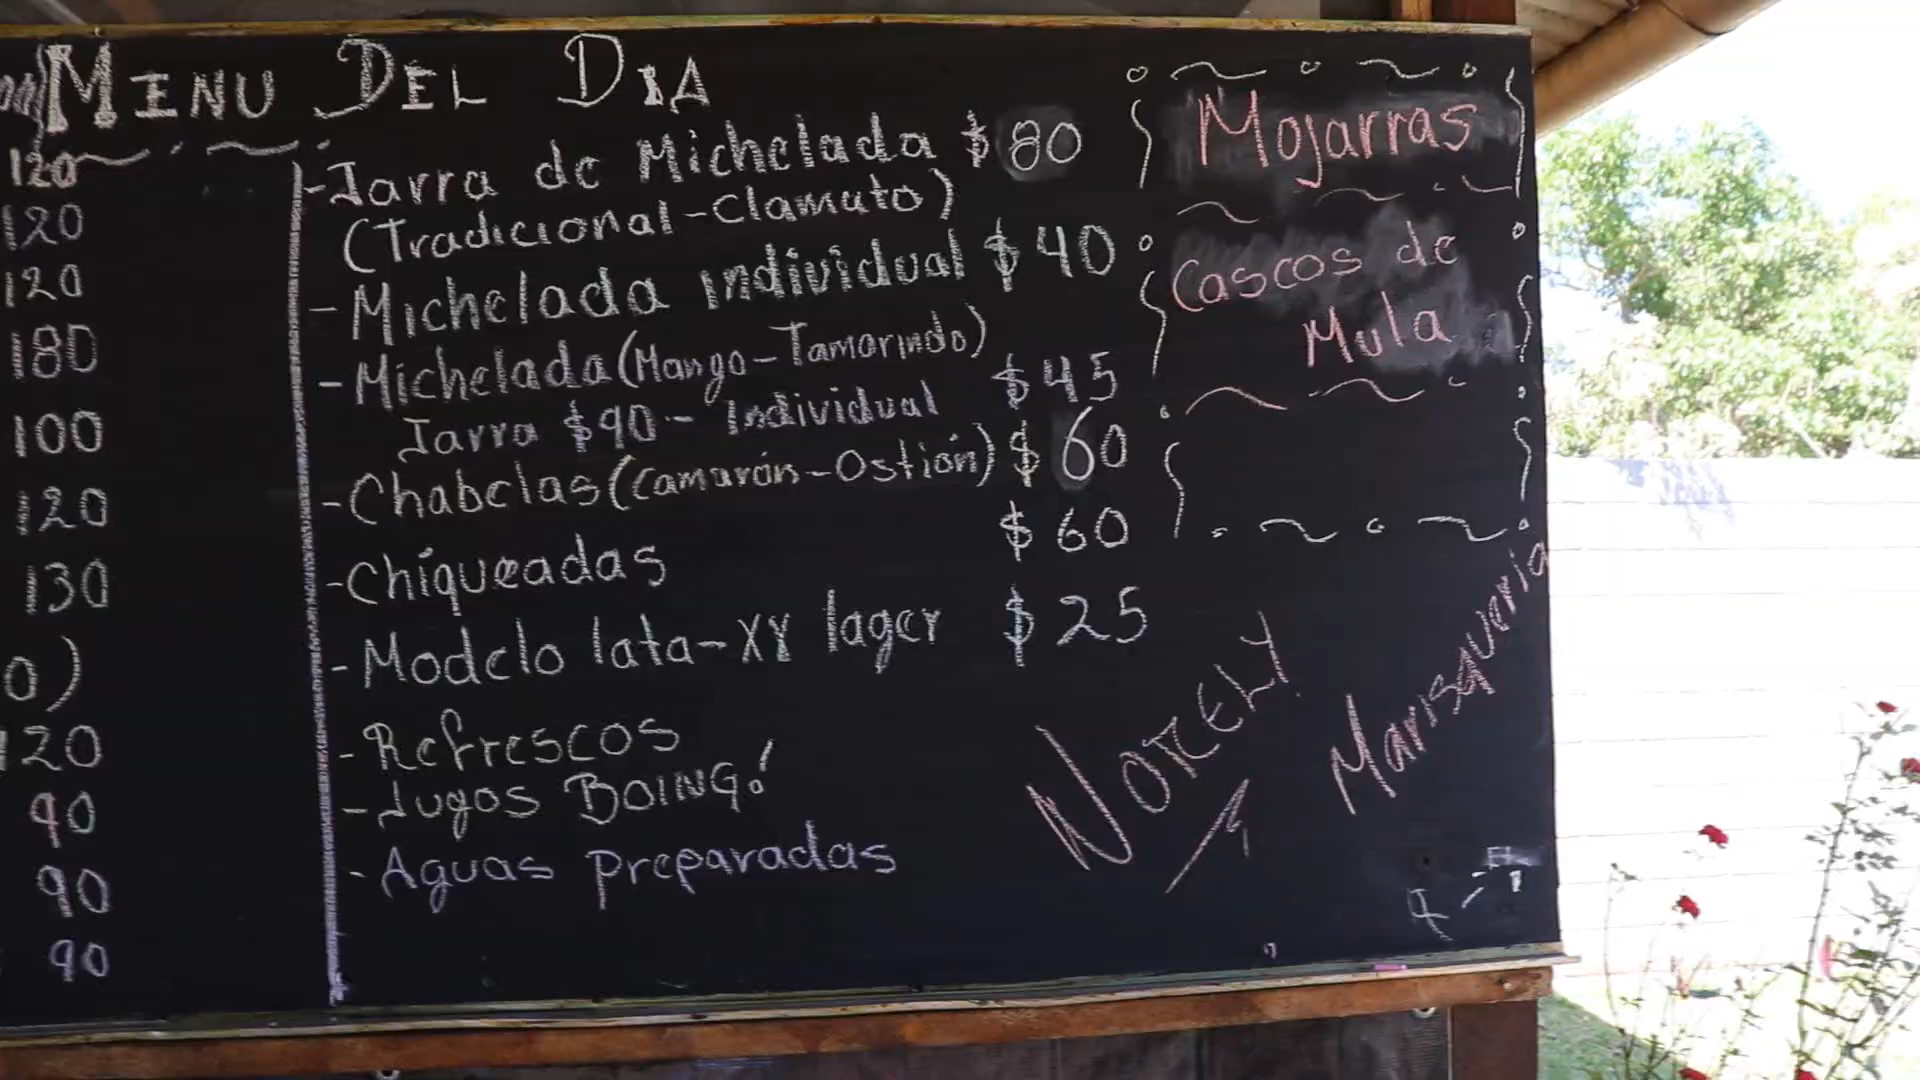 MENU DEL DIA
120
120
120
180
100
120
130
0)
120
90
90
90
-Jarra de Michelada $80
(Tradicional-Clamato)
-Michelada individual $40
-Michelada (Mango-Tamarindo)
Jarra $90- Individual $45
-Chabelas (Camarón-Ostión) $60
-Chiqueadas $60
-Modelo lata-XX lager $25
-Refrescos
-Jugos BOING!
-Aguas preparadas
Mojarras
Cascos de
Mula
NORELY
Marisqueria